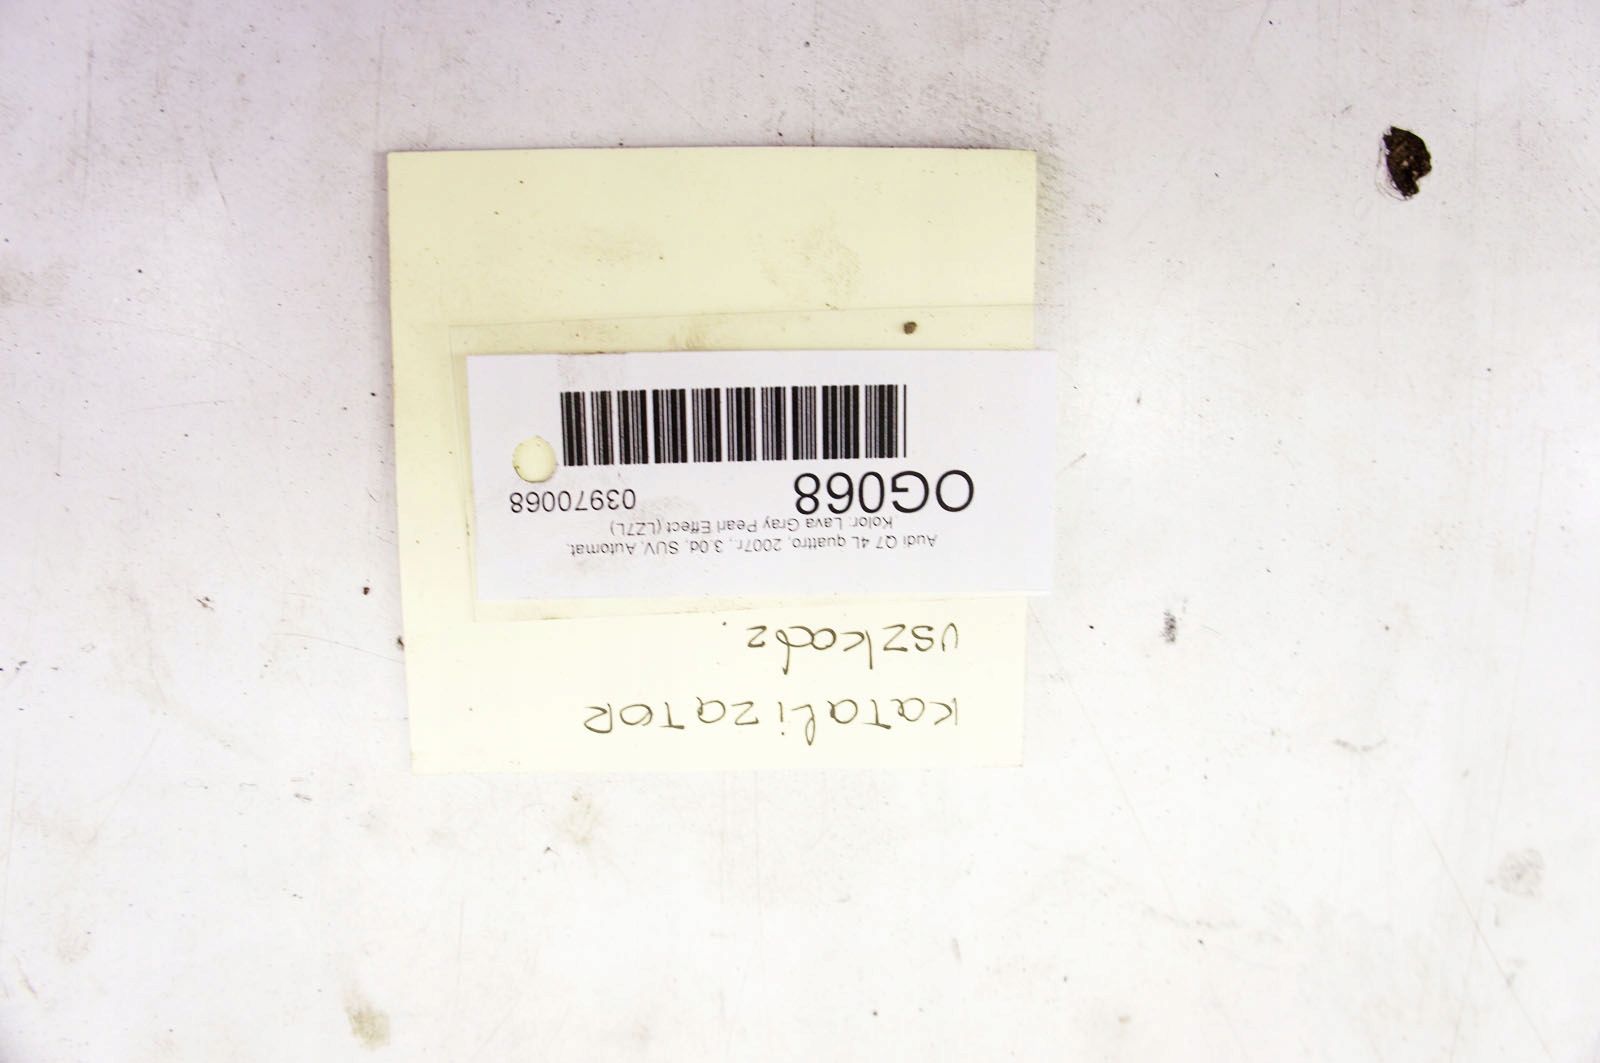 KATALIZATOR
USZKODZ.
Audi Q7 4L quattro, 2007r., 3.0d, SUV, Automat.
Kolor: Lava Gray Pearl Effect (LZ7L)
OG068 03970068